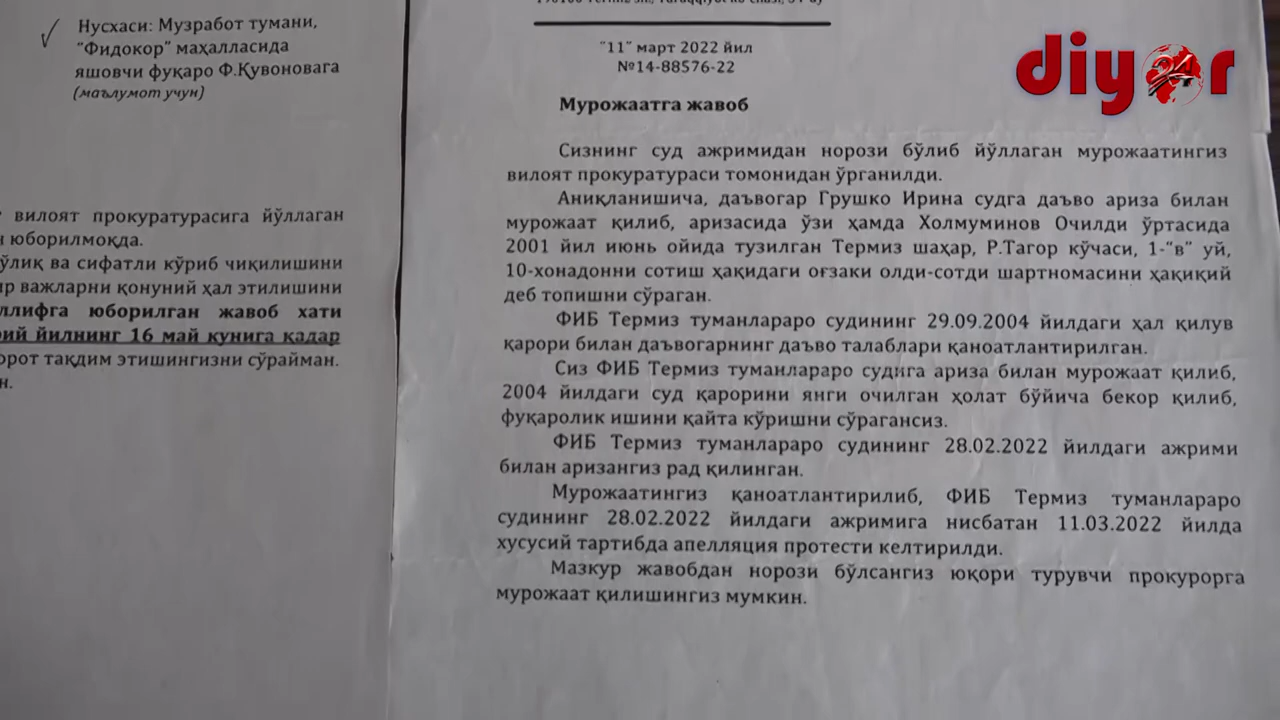 Нусхаси: Музработ тумани,
"Фидокор" маҳалласида
яшовчи фуқаро Ф.Қувоновага
(маълумот учун)
вилоят прокуратурасига йўллаган
юборилмоқда.
ва сифатли кўриб чиқилишини
важларни қонуний ҳал этилишини
юборилган жавоб хати
йилнинг 16 май кунига қадар
тақдим этишингизни сўрайман.
"11" март 2022 йил
№14-88576-22
Мурожаатга жавоб
Сизнинг суд ажримидан норози бўлиб йўллаган мурожаатингиз
вилоят прокуратураси томонидан ўрганилди.
Аниқланишича, даъвогар Грушко Ирина судга даъво ариза билан
мурожаат қилиб, аризасида ўзи ҳамда Холмуминов Очилди ўртасида
2001 йил июнь ойида тузилган Термиз шаҳар, Р.Тагор кўчаси, 1-"в" уй,
10-хонадонни сотиш ҳақидаги оғзаки олди-сотди шартномасини ҳақиқий
деб топишни сўраган.
ФИБ Термиз туманлараро судининг 29.09.2004 йилдаги ҳал қилув
қарори билан даъвогарнинг даъво талаблари қаноатлантирилган.
Сиз ФИБ Термиз туманлараро судига ариза билан мурожаат қилиб,
2004 йилдаги суд қарорини янги очилган ҳолат бўйича бекор қилиб,
фуқаролик ишини қайта кўришни сўрагансиз.
ФИБ Термиз туманлараро судининг 28.02.2022 йилдаги ажрими
билан аризангиз рад қилинган.
Мурожаатингиз қаноатлантирилиб, ФИБ Термиз туманлараро
судининг 28.02.2022 йилдаги ажримига нисбатан 11.03.2022 йилда
хусусий тартибда апелляция протести келтирилди.
Мазкур жавобдан норози бўлсангиз юқори турувчи прокурорга
мурожаат қилишингиз мумкин.
diyor
24